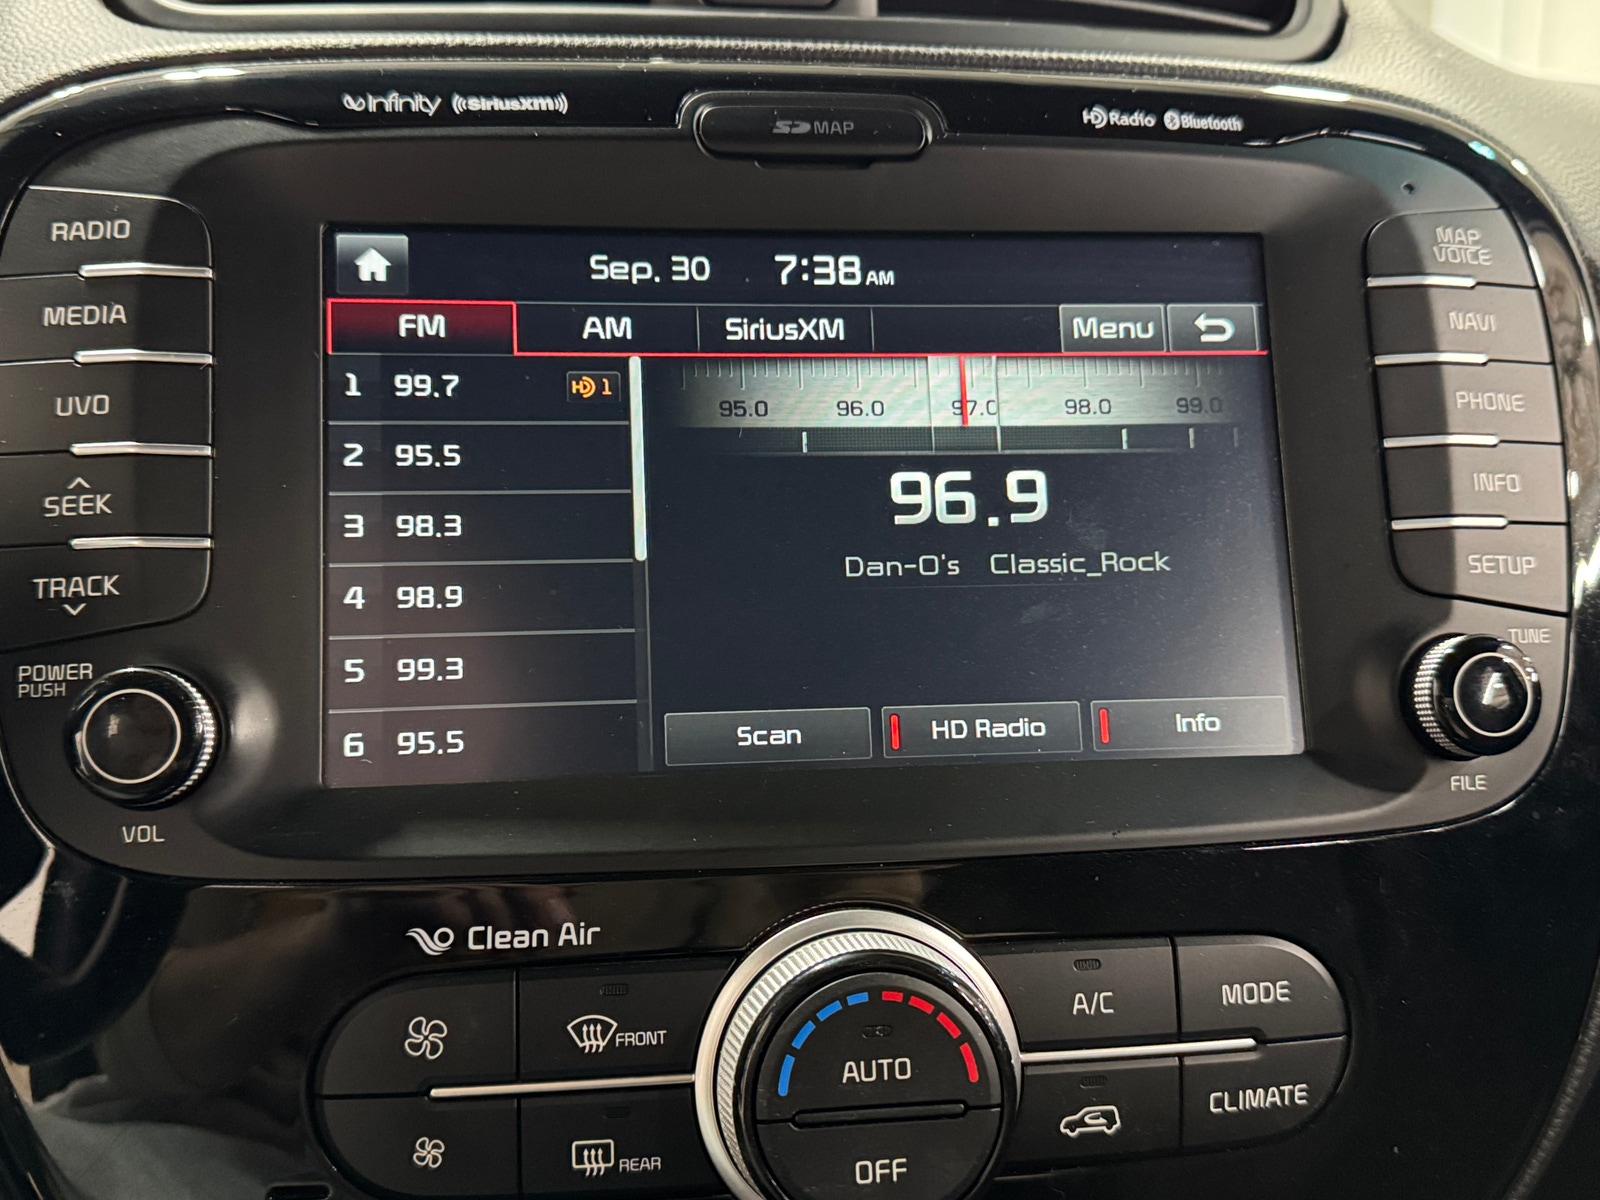 Infinity ((SiriusXM))
SD MAP
HD Radio Bluetooth
RADIO
MEDIA
UVO
SEEK
TRACK
POWER
PUSH
VOL
Sep. 30 7:38 AM
FM AM SiriusXM Menu
1 99.7 HD 1
2 95.5
3 98.3
4 98.9
5 99.3
6 95.5
95.0 96.0 97.0 98.0 99.0
96.9
Dan-O's Classic_Rock
Scan HD Radio Info
MAP
VOICE
NAVI
PHONE
INFO
SETUP
TUNE
FILE
Clean Air
FRONT
REAR
AUTO
OFF
A/C
MODE
CLIMATE